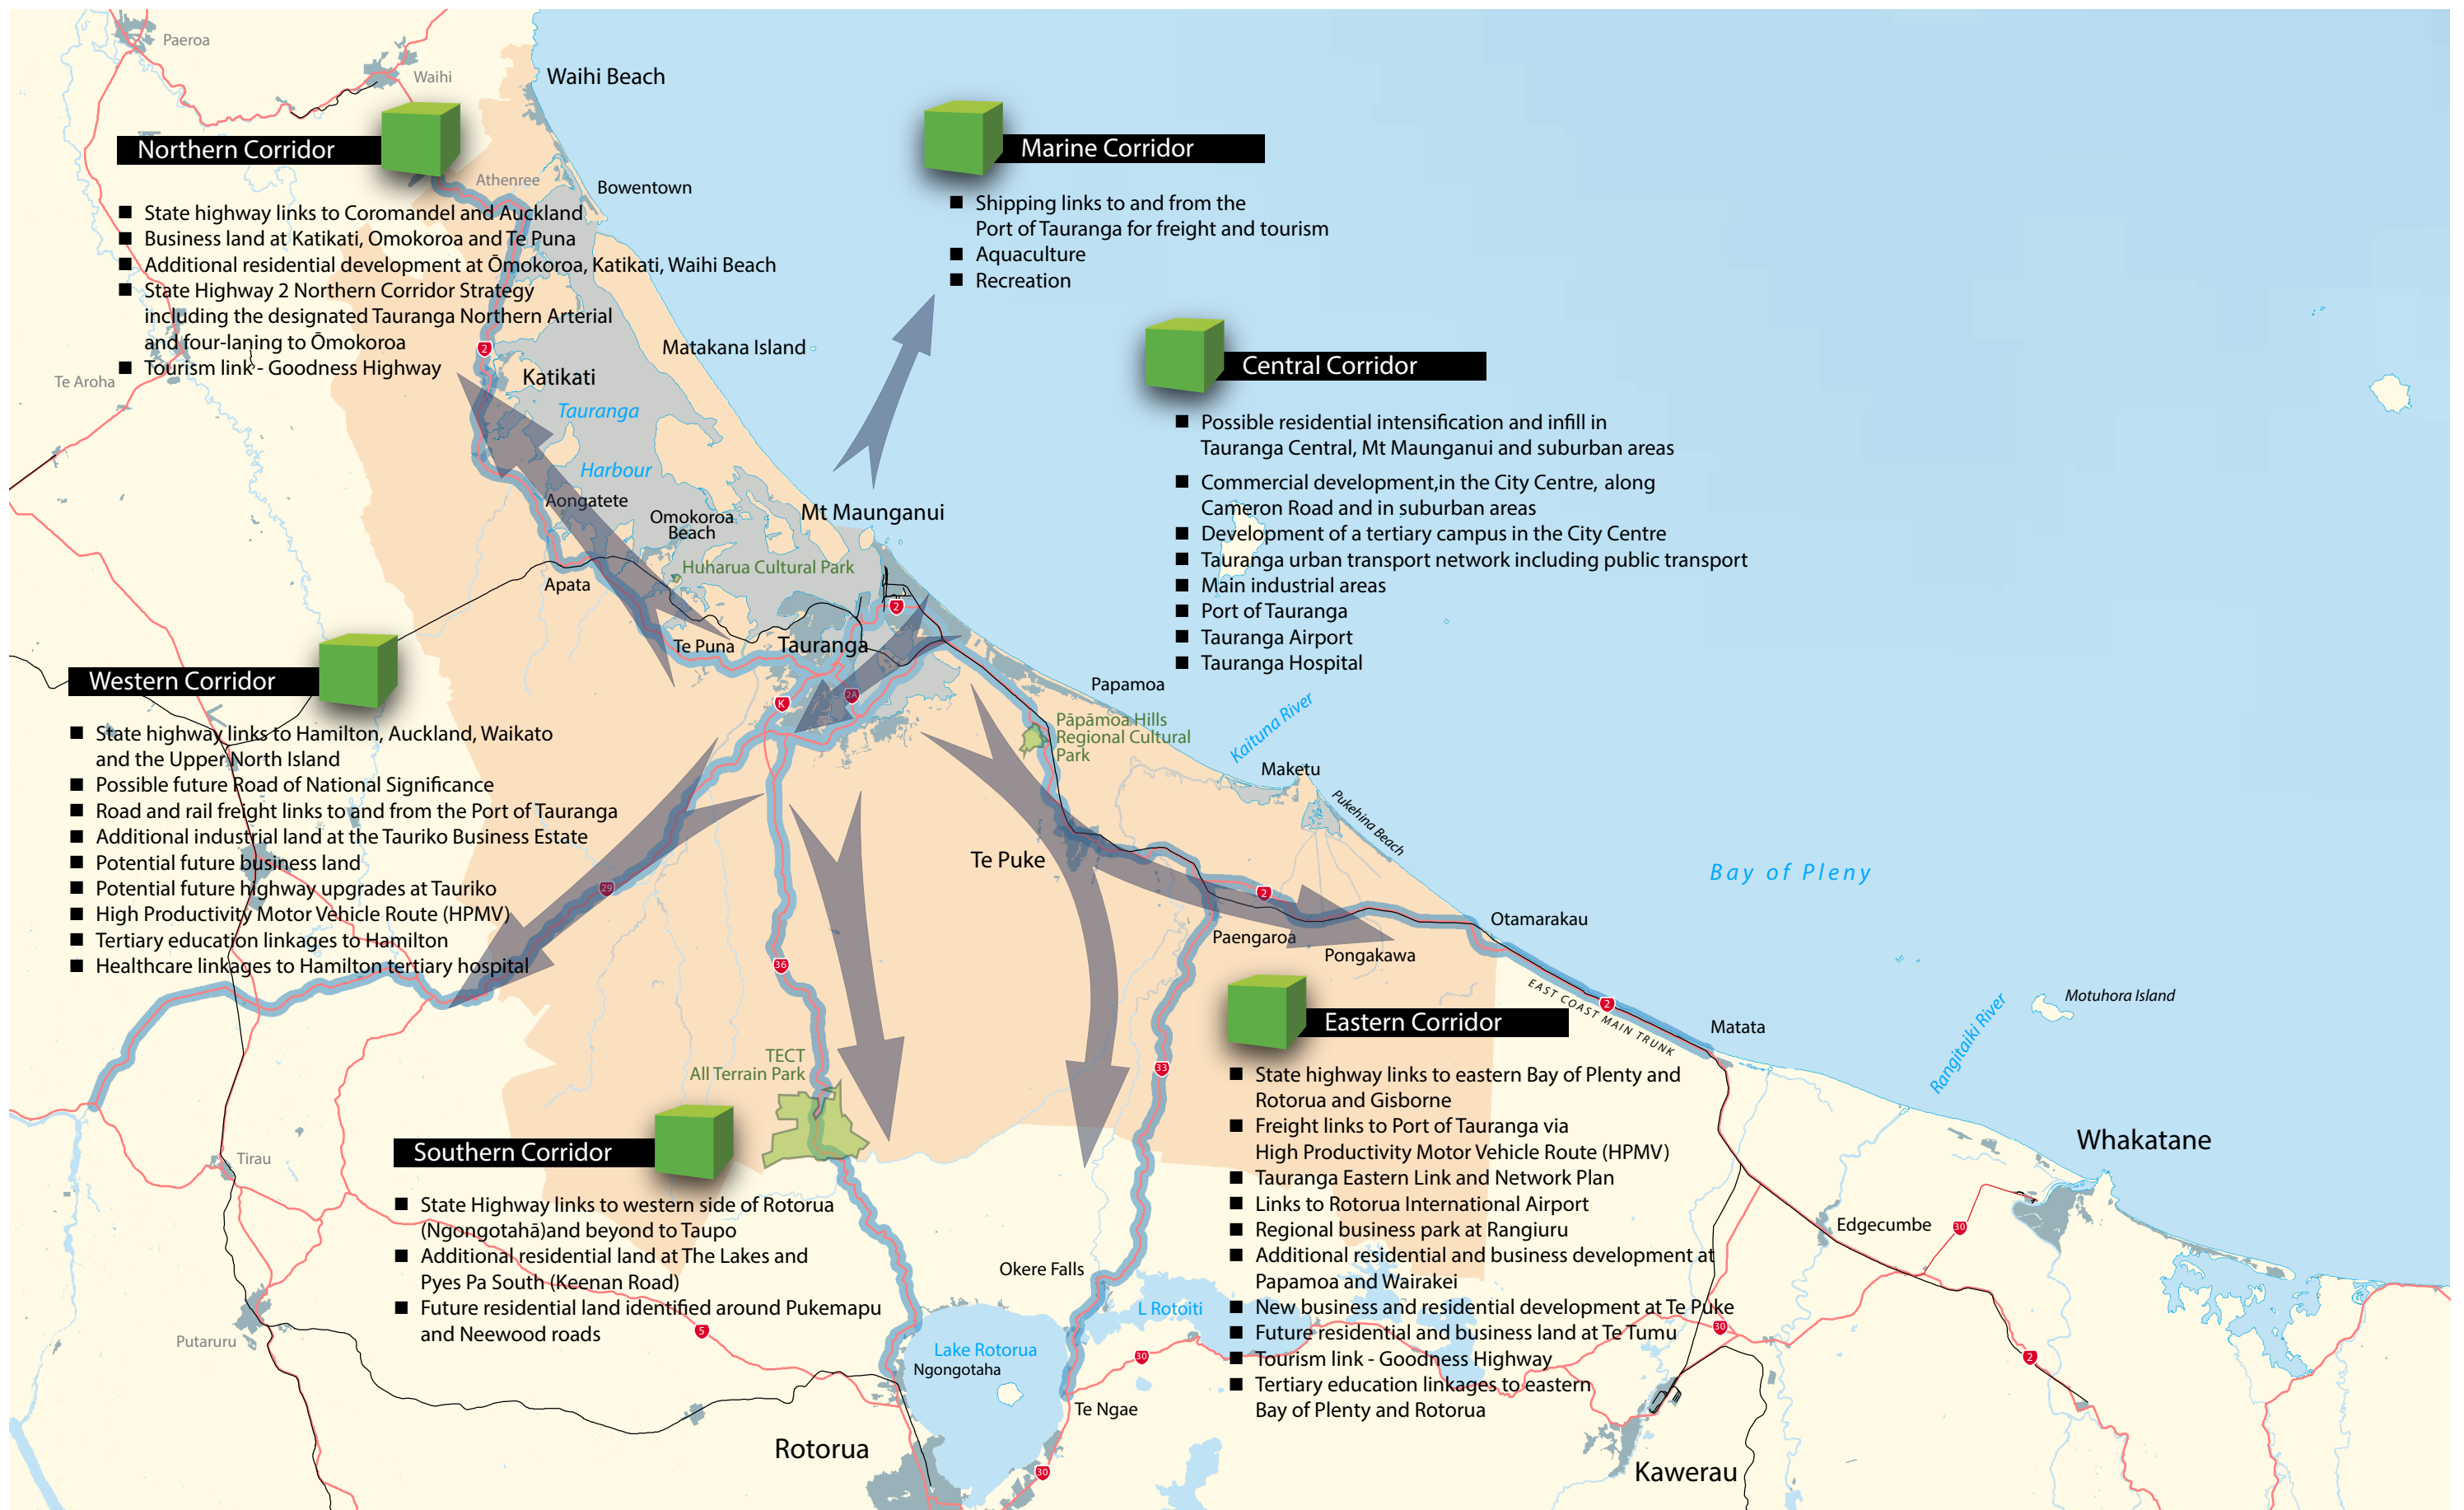 Paeroa
Waihi
Waihi Beach
Northern Corridor
Athenree
Bowentown
■ State highway links to Coromandel and Auckland
■ Business land at Katikati, Omokoroa and Te Puna
■ Additional residential development at Ōmokoroa, Katikati, Waihi Beach
■ State Highway 2 Northern Corridor Strategy
including the designated Tauranga Northern Arterial
and four-laning to Ōmokoroa
■ Tourism link - Goodness Highway
Marine Corridor
■ Shipping links to and from the
Port of Tauranga for freight and tourism
■ Aquaculture
■ Recreation
2
Matakana Island
Te Aroha
Katikati
Tauranga
Harbour
Aongatete
Omokoroa
Beach
Mt Maunganui
Huharua Cultural Park
Apata
2
Te Puna
Tauranga
Central Corridor
■ Possible residential intensification and infill in
Tauranga Central, Mt Maunganui and suburban areas
■ Commercial development,in the City Centre, along
Cameron Road and in suburban areas
■ Development of a tertiary campus in the City Centre
■ Tauranga urban transport network including public transport
■ Main industrial areas
■ Port of Tauranga
■ Tauranga Airport
■ Tauranga Hospital
Western Corridor
■ State highway links to Hamilton, Auckland, Waikato
and the Upper North Island
■ Possible future Road of National Significance
■ Road and rail freight links to and from the Port of Tauranga
■ Additional industrial land at the Tauriko Business Estate
■ Potential future business land
■ Potential future highway upgrades at Tauriko
■ High Productivity Motor Vehicle Route (HPMV)
■ Tertiary education linkages to Hamilton
■ Healthcare linkages to Hamilton tertiary hospital
K
2A
29
36
Papamoa
Pāpāmoa Hills
Regional Cultural
Park
Kaituna River
Maketu
Pukehina Beach
Te Puke
Bay of Pleny
2
Otamarakau
Paengaroa
Pongakawa
EAST COAST MAIN TRUNK
2
Matata
Rangitaiki River
Motuhora Island
33
TECT
All Terrain Park
Eastern Corridor
■ State highway links to eastern Bay of Plenty and
Rotorua and Gisborne
■ Freight links to Port of Tauranga via
High Productivity Motor Vehicle Route (HPMV)
■ Tauranga Eastern Link and Network Plan
■ Links to Rotorua International Airport
■ Regional business park at Rangiuru
■ Additional residential and business development at
Papamoa and Wairakei
■ New business and residential development at Te Puke
■ Future residential and business land at Te Tumu
■ Tourism link - Goodness Highway
■ Tertiary education linkages to eastern
Bay of Plenty and Rotorua
Whakatane
Edgecumbe
30
Tirau
Southern Corridor
■ State Highway links to western side of Rotorua
(Ngongotahā)and beyond to Taupo
■ Additional residential land at The Lakes and
Pyes Pa South (Keenan Road)
■ Future residential land identified around Pukemapu
and Neewood roads
Putaruru
5
Okere Falls
L Rotoiti
Lake Rotorua
Ngongotaha
30
30
2
Te Ngae
Rotorua
30
Kawerau